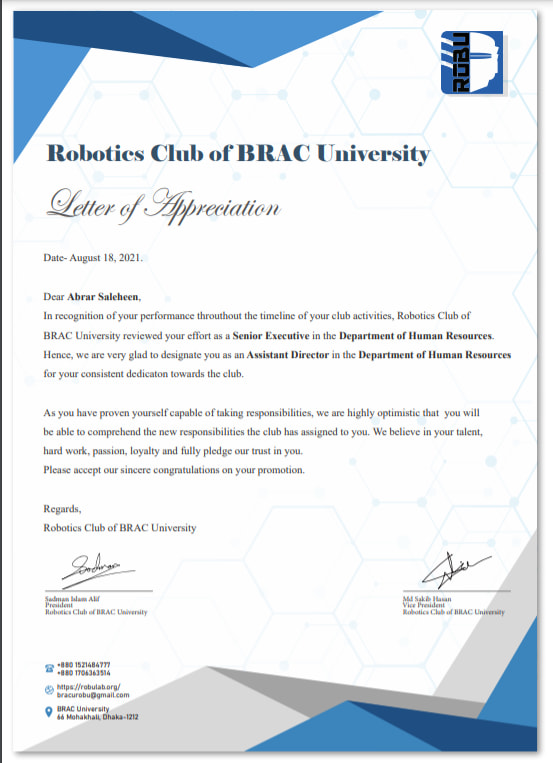 ROBU
Robotics Club of BRAC University
Letter of Appreciation
Date- August 18, 2021.
Dear Abrar Saleheen,
In recognition of your performance throuthout the timeline of your club activities, Robotics Club of
BRAC University reviewed your effort as a Senior Executive in the Department of Human Resources.
Hence, we are very glad to designate you as an Assistant Director in the Department of Human Resources
for your consistent dedicaton towards the club.
As you have proven yourself capable of taking responsibilities, we are highly optimistic that you will
be able to comprehend the new responsibilities the club has assigned to you. We believe in your talent,
hard work, passion, loyalty and fully pledge our trust in you.
Please accept our sincere congratulations on your promotion.
Regards,
Robotics Club of BRAC University
Sadman
Sadman Islam Alif
President
Robotics Club of BRAC University
Md Sakib Hasan
Vice President
Robotics Club of BRAC University
+880 1521484777
+880 1706363514
https://robulab.org/
bracurobu@gmail.com
BRAC University
66 Mohakhali, Dhaka-1212